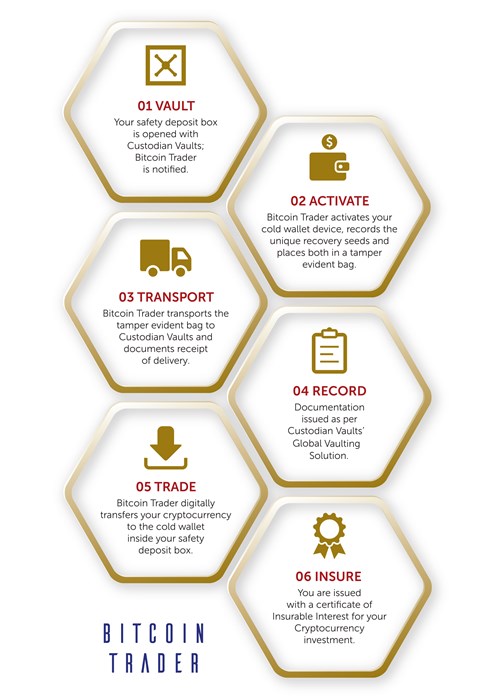 01 VAULT
Your safety deposit box
is opened with
Custodian Vaults;
Bitcoin Trader
is notified.
$
02 ACTIVATE
Bitcoin Trader activates your
cold wallet device, records the
unique recovery seeds and
places both in a tamper
evident bag.
03 TRANSPORT
Bitcoin Trader transports the
tamper evident bag to
Custodian Vaults and
documents receipt
of delivery.
04 RECORD
Documentation
issued as per
Custodian Vaults'
Global Vaulting
Solution.
05 TRADE
Bitcoin Trader digitally
transfers your cryptocurrency
to the cold wallet
inside your safety
deposit box.
06 INSURE
You are issued
with a certificate of
Insurable Interest for your
Cryptocurrency
investment.
BITCOIN
TRADER